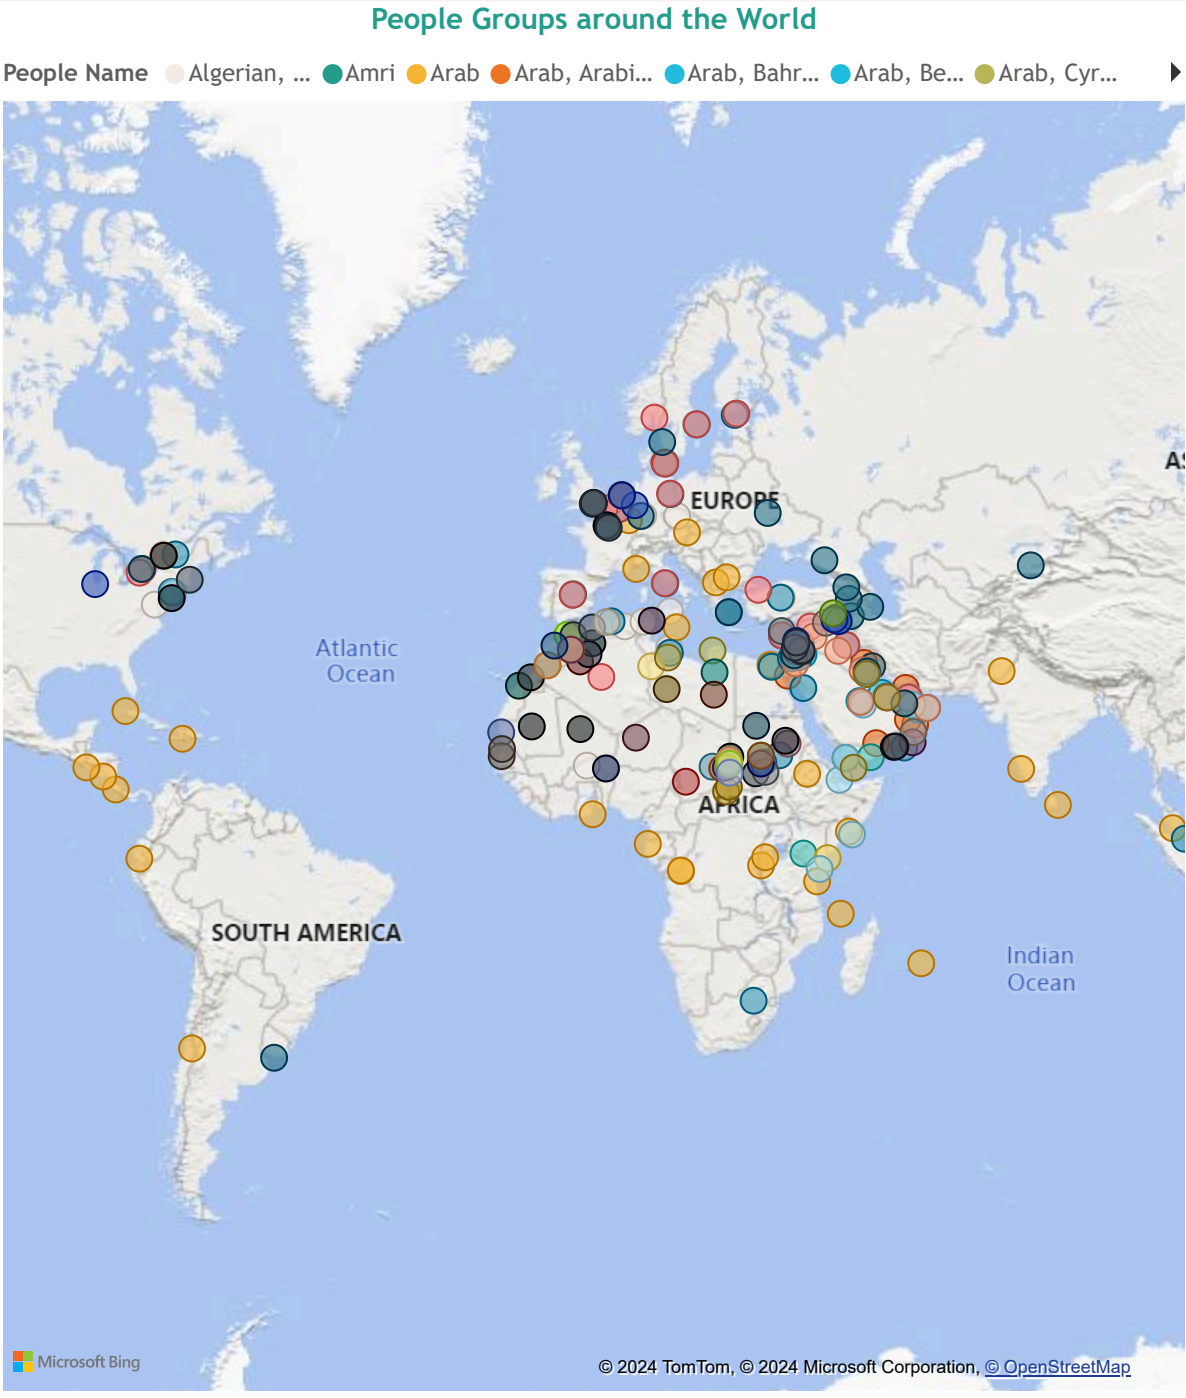 People Groups around the World
People Name Algerian, ... Amri Arab Arab, Arabi... Arab, Bahr... Arab, Be... Arab, Cyr...
AS
EUROPE
Atlantic
Ocean
AFRICA
SOUTH AMERICA
Indian
Ocean
Microsoft Bing
© 2024 TomTom, © 2024 Microsoft Corporation, © OpenStreetMap